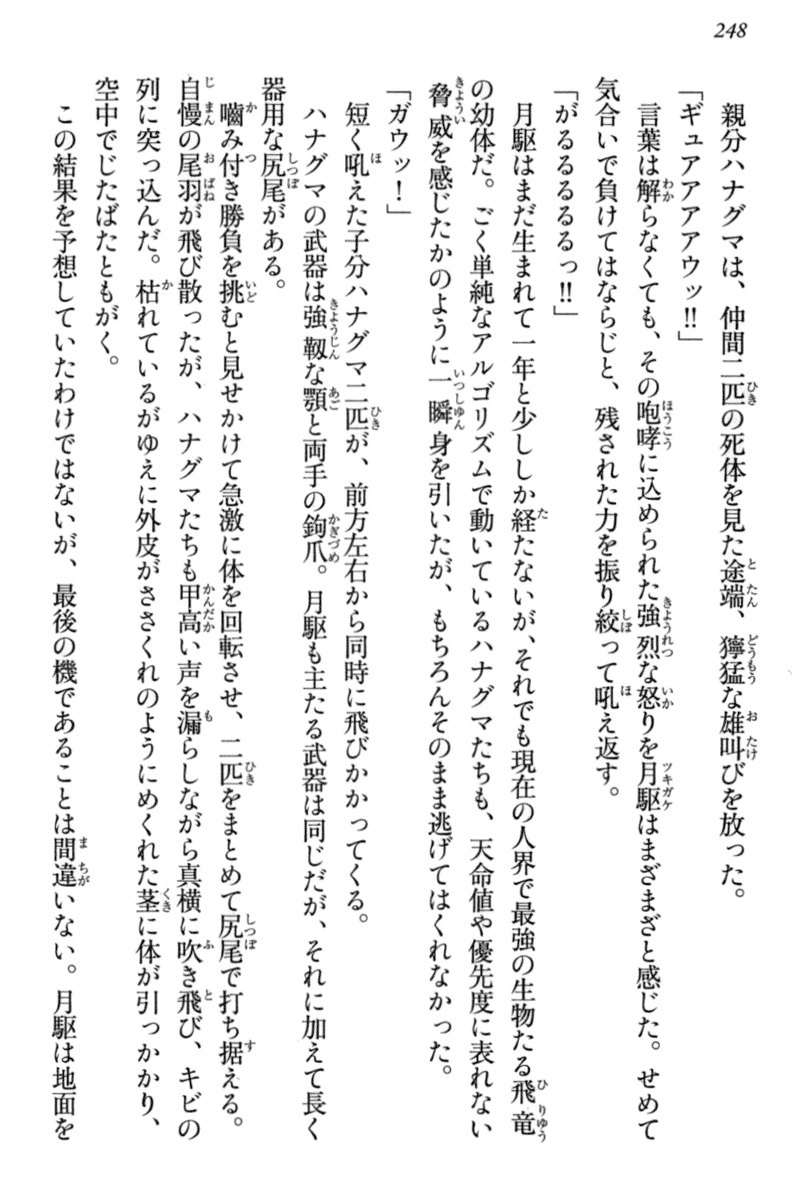 248
親分ハナグマは、仲間二匹の死体を見た途端、獰猛な雄叫びを放った。
「ギュアアアアウッ!!」
言葉は解らなくても、その咆哮に込められた強烈な怒りを月駆はまざまざと感じた。せめて
気合いで負けてはならじと、残された力を振り絞って吼え返す。
「がるるるるるっ!!」
月駆はまだ生まれて一年と少ししか経たないが、それでも現在の人界で最強の生物たる飛竜
の幼体だ。ごく単純なアルゴリズムで動いているハナグマたちも、天命値や優先度に表れない
脅威を感じたかのように一瞬身を引いたが、もちろんそのまま逃げてはくれなかった。
「ガウッ!」
短く吼えた子分ハナグマ二匹が、前方左右から同時に飛びかかってくる。
ハナグマの武器は強靱な顎と両手の鉤爪。月駆も主たる武器は同じだが、それに加えて長く
器用な尻尾がある。
嚙み付き勝負を挑むと見せかけて急激に体を回転させ、二匹をまとめて尻尾で打ち据える。
自慢の尾羽が飛び散ったが、ハナグマたちも甲高い声を漏らしながら真横に吹き飛び、キビの
列に突っ込んだ。枯れているがゆえに外皮がささくれのようにめくれた茎に体が引っかかり、
空中でじたばたともがく。
この結果を予想していたわけではないが、最後の機であることは間違いない。月駆は地面を